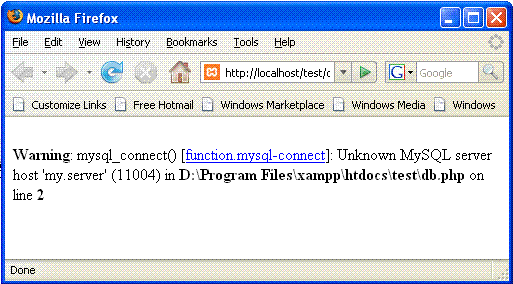 Mozilla Firefox
File Edit View History Bookmarks Tools Help
http://localhost/test/d G Google
Customize Links Free Hotmail Windows Marketplace Windows Media Windows
Warning: mysql_connect() [function.mysql-connect]: Unknown MySQL server
host 'my.server' (11004) in D:\Program Files\xampp\htdocs\test\db.php on
line 2
Done